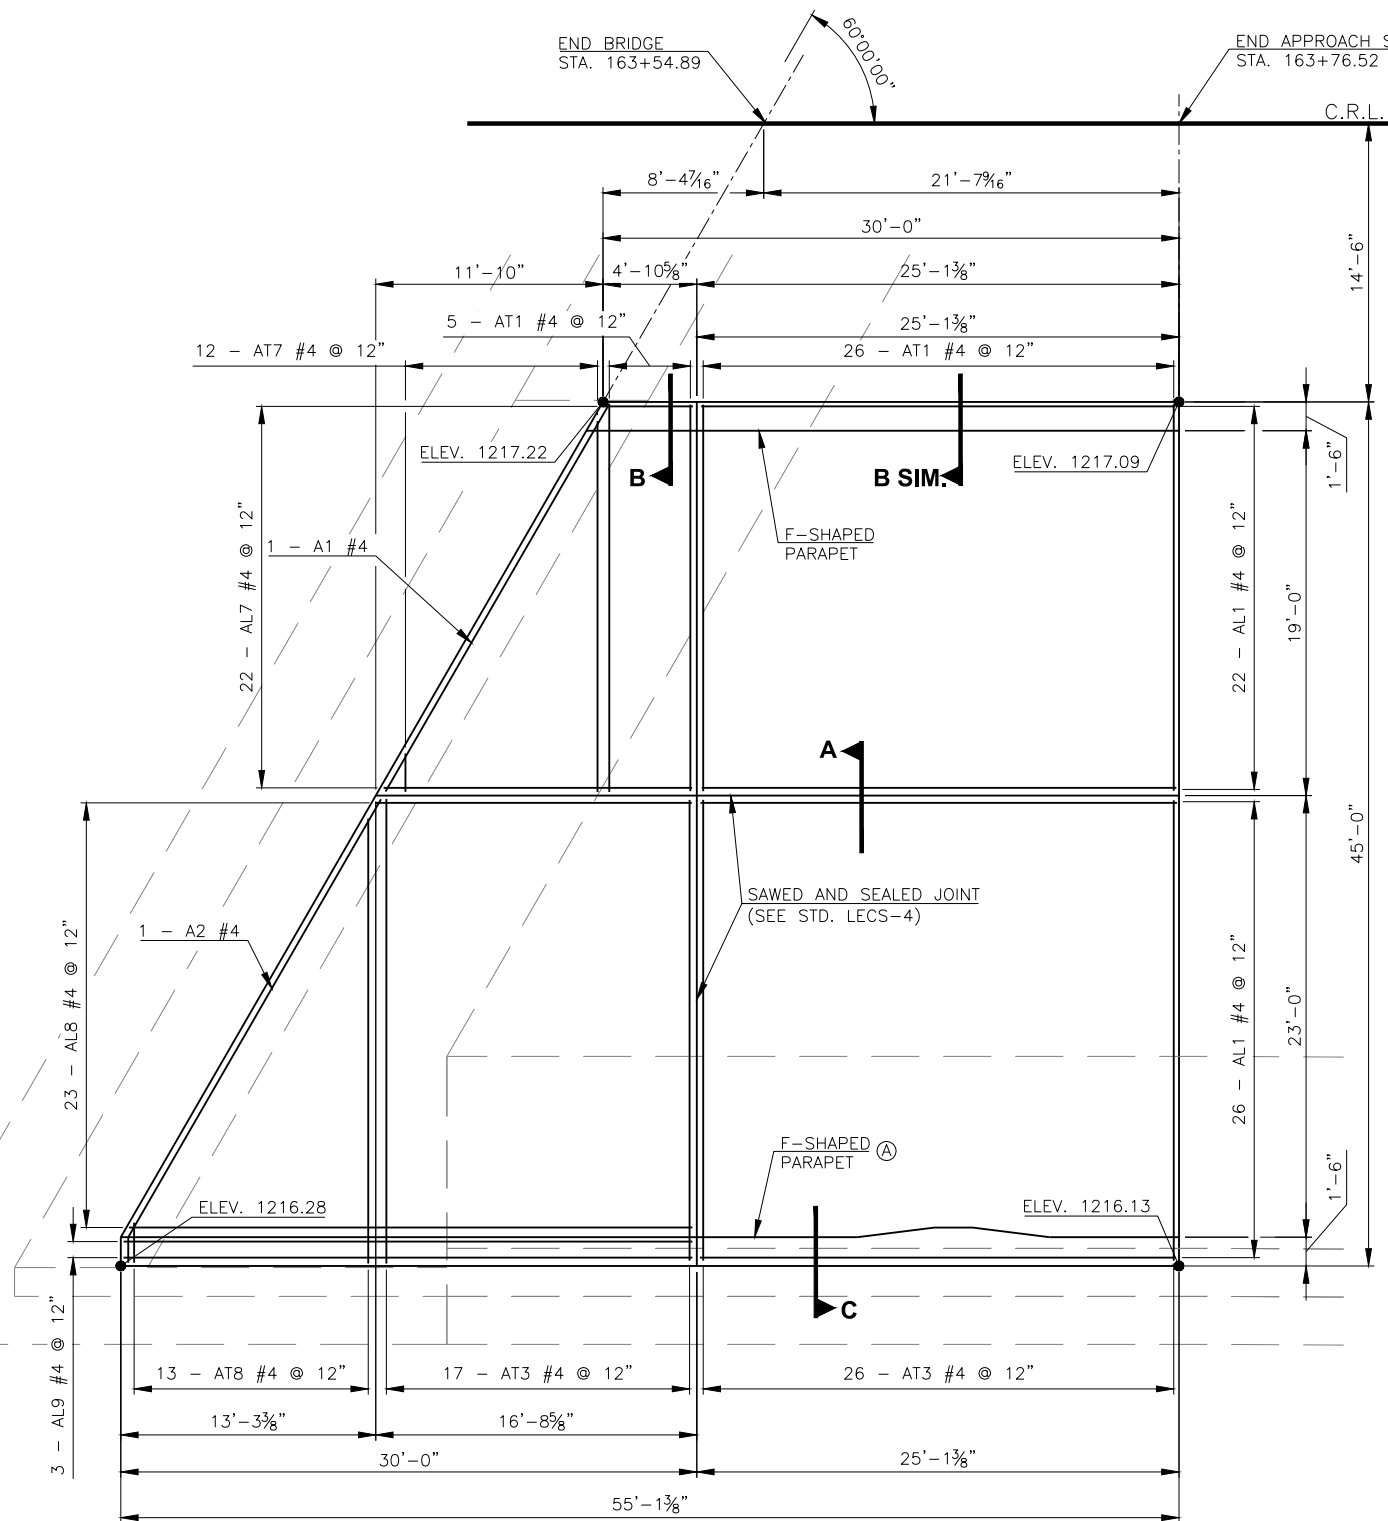 END BRIDGE
STA. 163+54.89
60°00'00"
END APPROACH S
STA. 163+76.52
C.R.L.
8'-4 7/16"
21'-7 9/16"
30'-0"
14'-6"
11'-10"
4'-10 5/8"
25'-1 3/8"
5 - AT1 #4 @ 12"
25'-1 3/8"
12 - AT7 #4 @ 12"
26 - AT1 #4 @ 12"
ELEV. 1217.22
ELEV. 1217.09
B
B SIM.
1'-6"
F-SHAPED
PARAPET
1 - A1 #4
22 - AL7 #4 @ 12"
22 - AL1 #4 @ 12"
19'-0"
A
45'-0"
SAWED AND SEALED JOINT
(SEE STD. LECS-4)
1 - A2 #4
23 - AL8 #4 @ 12"
26 - AL1 #4 @ 12"
23'-0"
F-SHAPED A
PARAPET
1'-6"
ELEV. 1216.28
ELEV. 1216.13
C
3 - AL9 #4 @ 12"
13 - AT8 #4 @ 12"
17 - AT3 #4 @ 12"
26 - AT3 #4 @ 12"
13'-3 3/8"
16'-8 5/8"
30'-0"
25'-1 3/8"
55'-1 3/8"